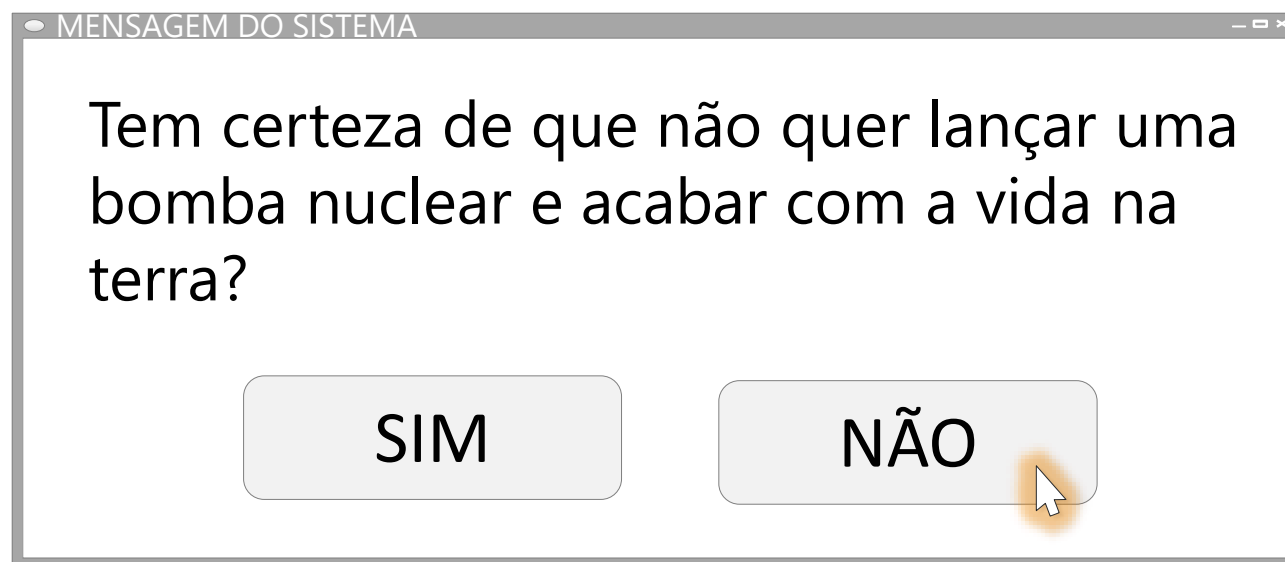 MENSAGEM DO SISTEMA
Tem certeza de que não quer lançar uma
bomba nuclear e acabar com a vida na
terra?
SIM
NÃO